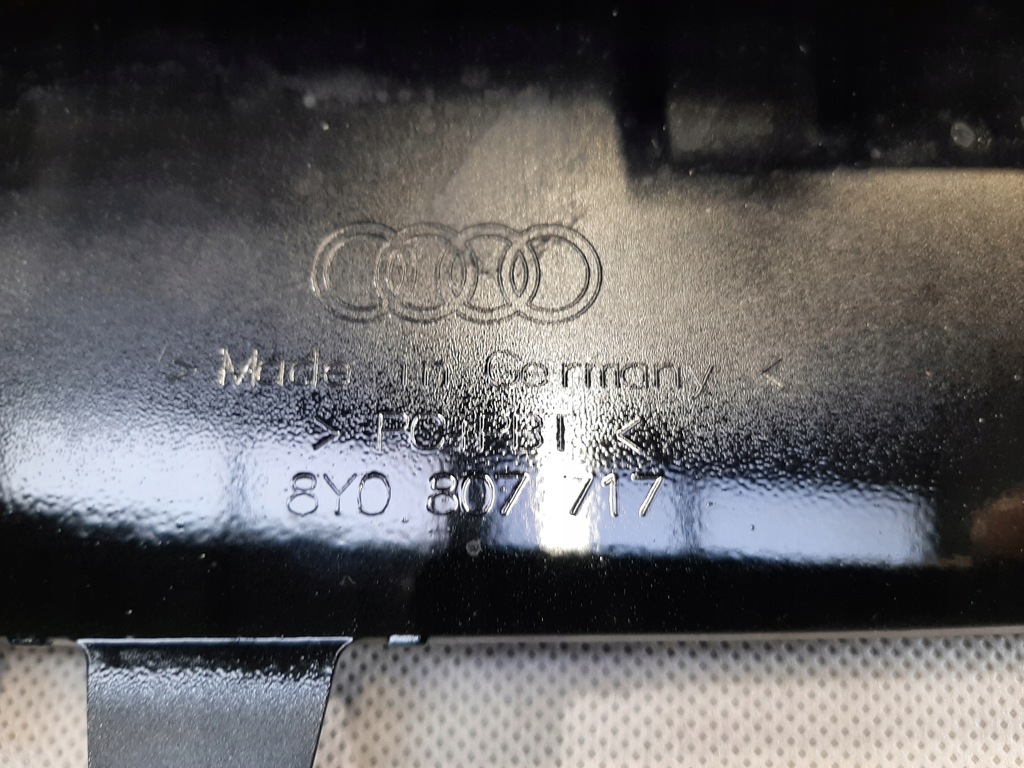 > Made in Germany <
> PC+PBT <
8Y0 807 717